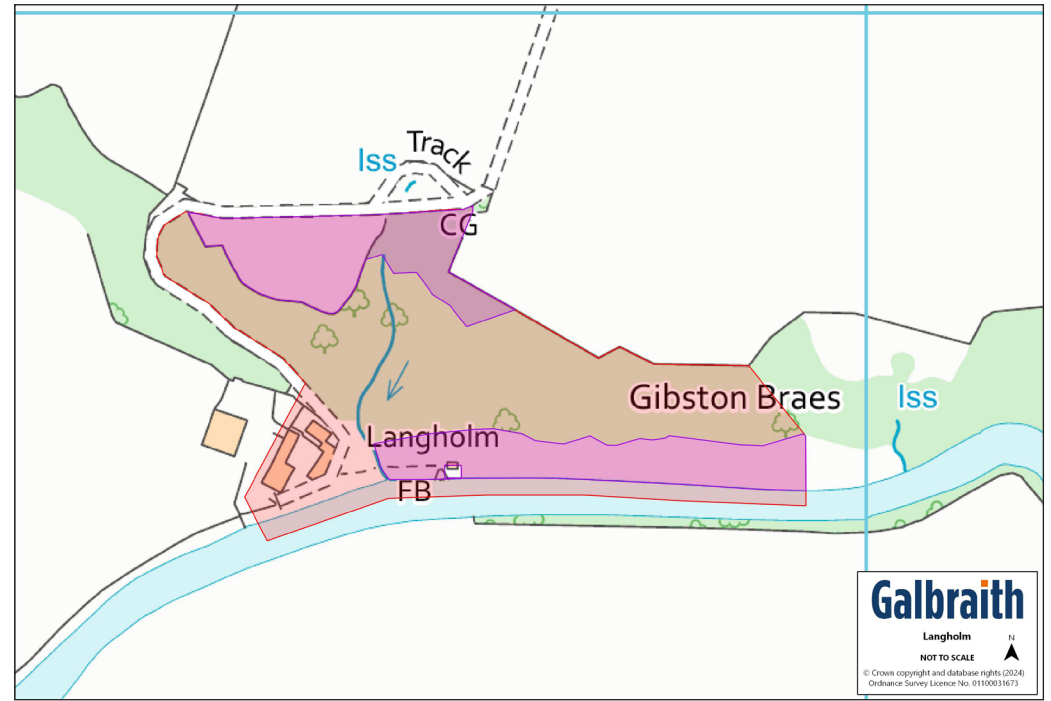 Track
Iss
CG
Gibston Braes
Iss
Langholm
FB
Galbraith
Langholm
N
NOT TO SCALE
© Crown copyright and database rights (2024)
Ordnance Survey Licence No. 01100031673